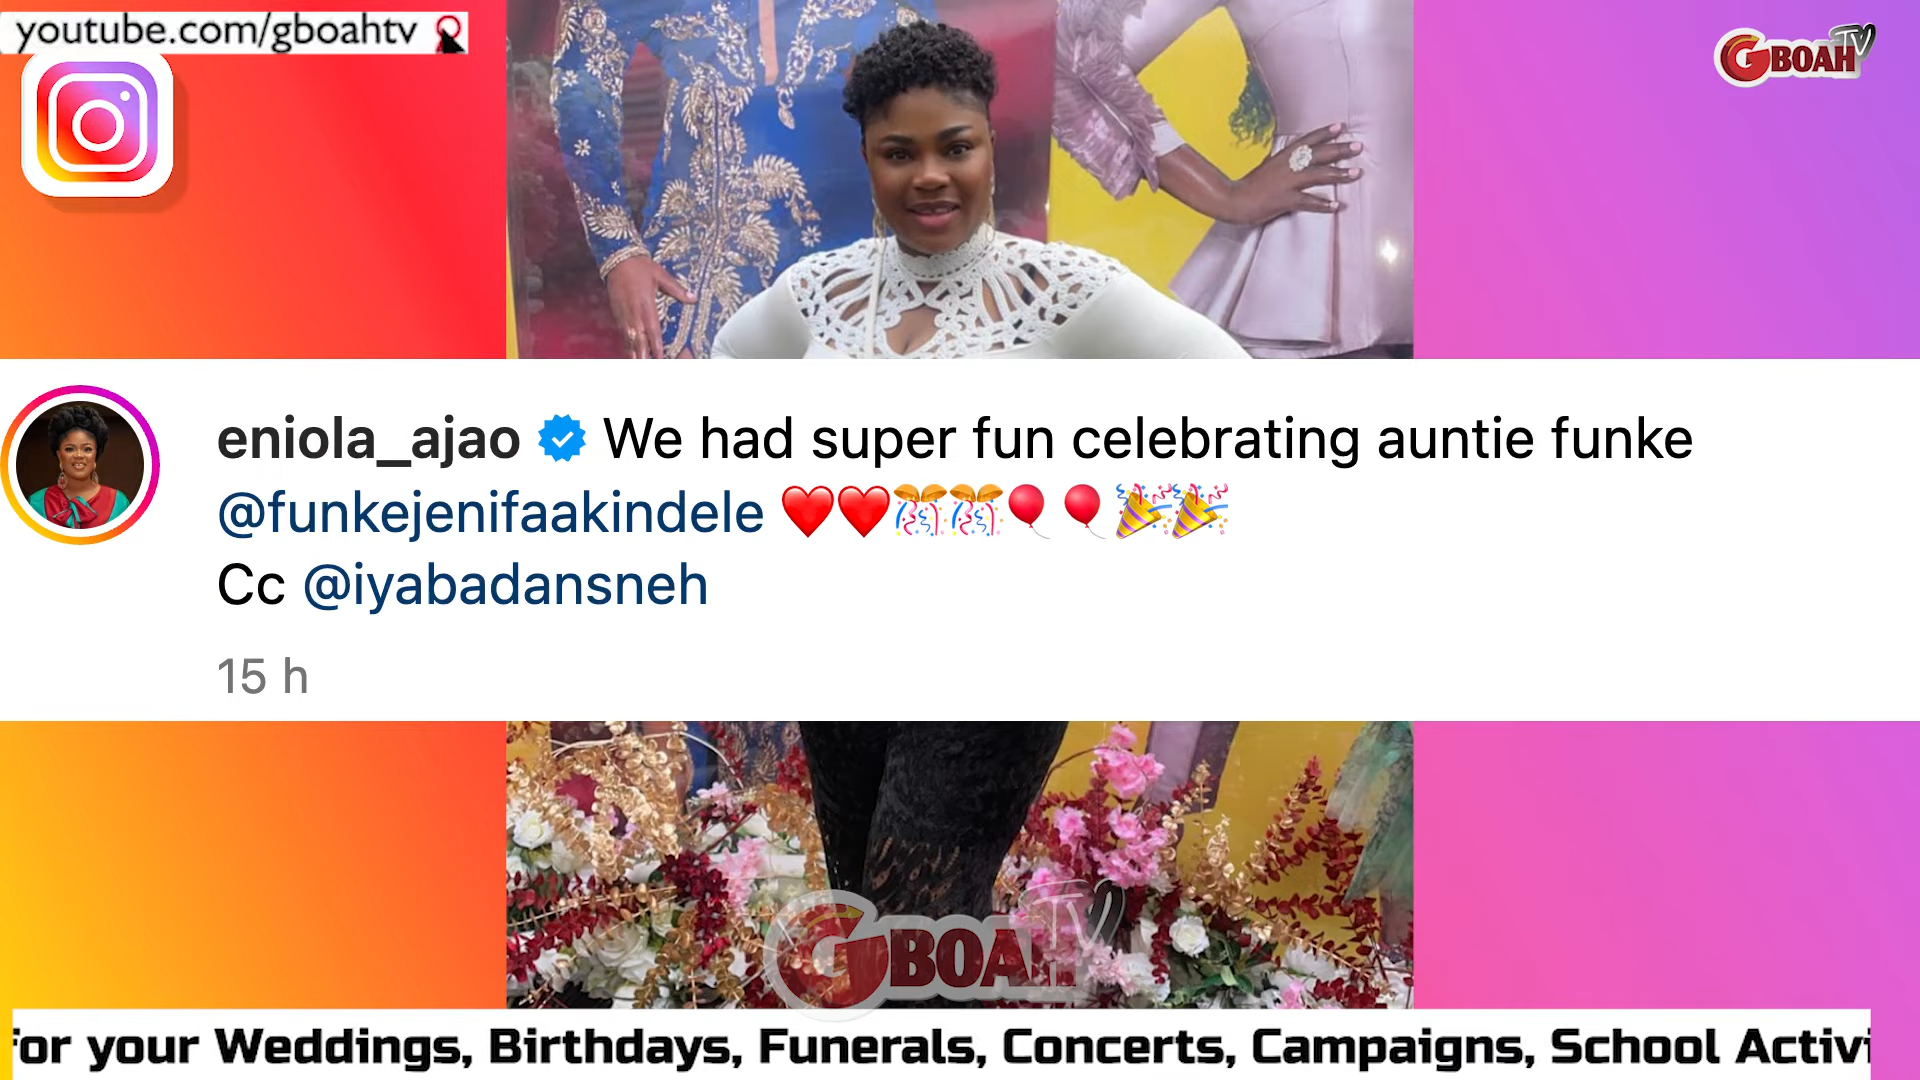 youtube.com/gboahtv
GBOAH TV
eniola_ajao We had super fun celebrating auntie funke
@funkejenifaakindele ❤️❤️🎊🎊🎈🎈🎉🎉
Cc @iyabadansneh
15 h
GBOAH TV
for your Weddings, Birthdays, Funerals, Concerts, Campaigns, School Activi